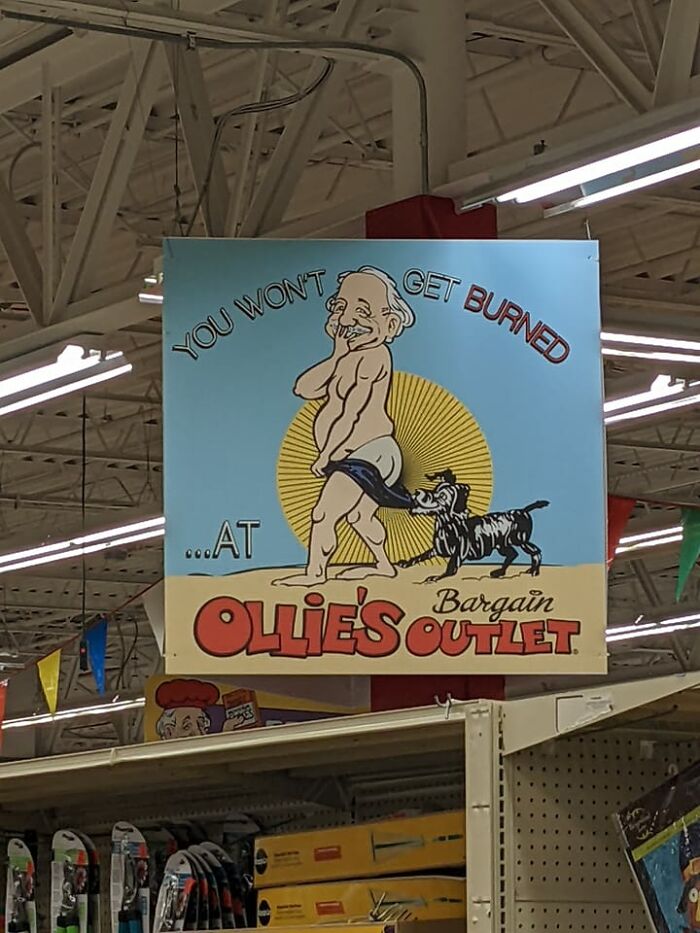 YOU WON'T GET BURNED
...AT
OLLiE'S Bargain OUTLET